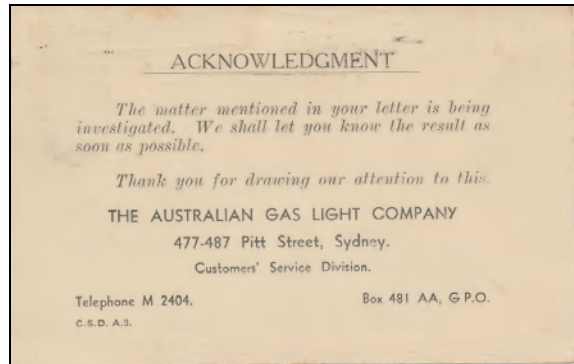 ACKNOWLEDGMENT
The matter mentioned in your letter is being
investigated. We shall let you know the result as
soon as possible.
Thank you for drawing our attention to this.
THE AUSTRALIAN GAS LIGHT COMPANY
477-487 Pitt Street, Sydney.
Customers' Service Division.
Telephone M 2404. Box 481 AA, G P.O.
C.S.D. A.3.